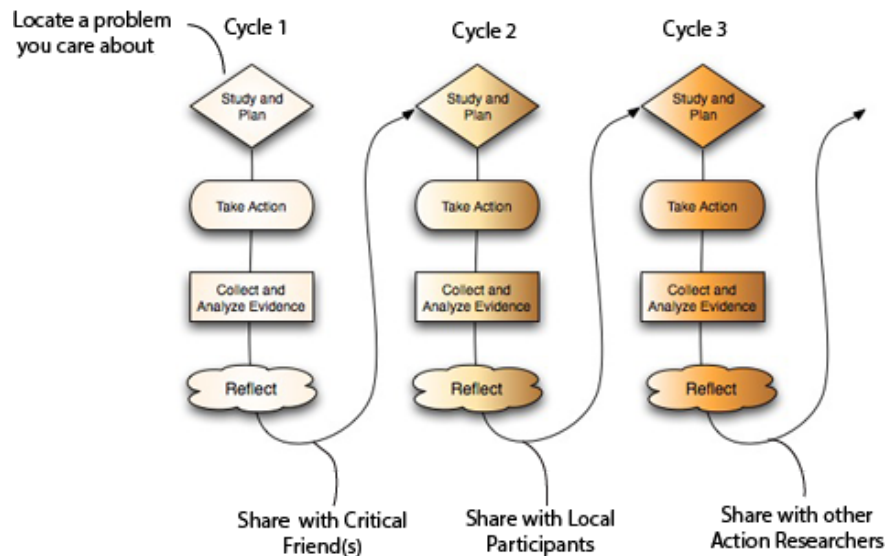 Locate a problem
you care about
Cycle 1
Study and
Plan
Take Action
Collect and
Analyze Evidence
Reflect
Share with Critical
Friend(s)
Cycle 2
Study and
Plan
Take Action
Collect and
Analyze Evidence
Reflect
Share with Local
Participants
Cycle 3
Study and
Plan
Take Action
Collect and
Analyze Evidence
Reflect
Share with other
Action Researchers